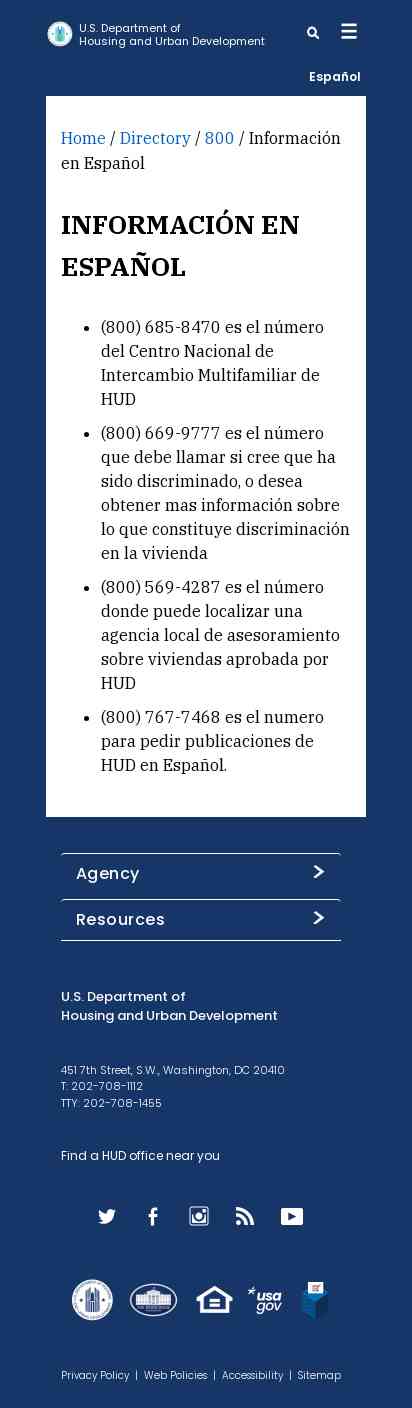 U.S. Department of
Housing and Urban Development
Español
Home / Directory / 800 / Información
en Español
INFORMACIÓN EN
ESPAÑOL
(800) 685-8470 es el número
del Centro Nacional de
Intercambio Multifamiliar de
HUD
(800) 669-9777 es el número
que debe llamar si cree que ha
sido discriminado, o desea
obtener mas información sobre
lo que constituye discriminación
en la vivienda
(800) 569-4287 es el número
donde puede localizar una
agencia local de asesoramiento
sobre viviendas aprobada por
HUD
(800) 767-7468 es el numero
para pedir publicaciones de
HUD en Español.
Agency
Resources
U.S. Department of
Housing and Urban Development
451 7th Street, S.W., Washington, DC 20410
T: 202-708-1112
TTY: 202-708-1455
Find a HUD office near you
usa
gov
Privacy Policy | Web Policies | Accessibility | Sitemap